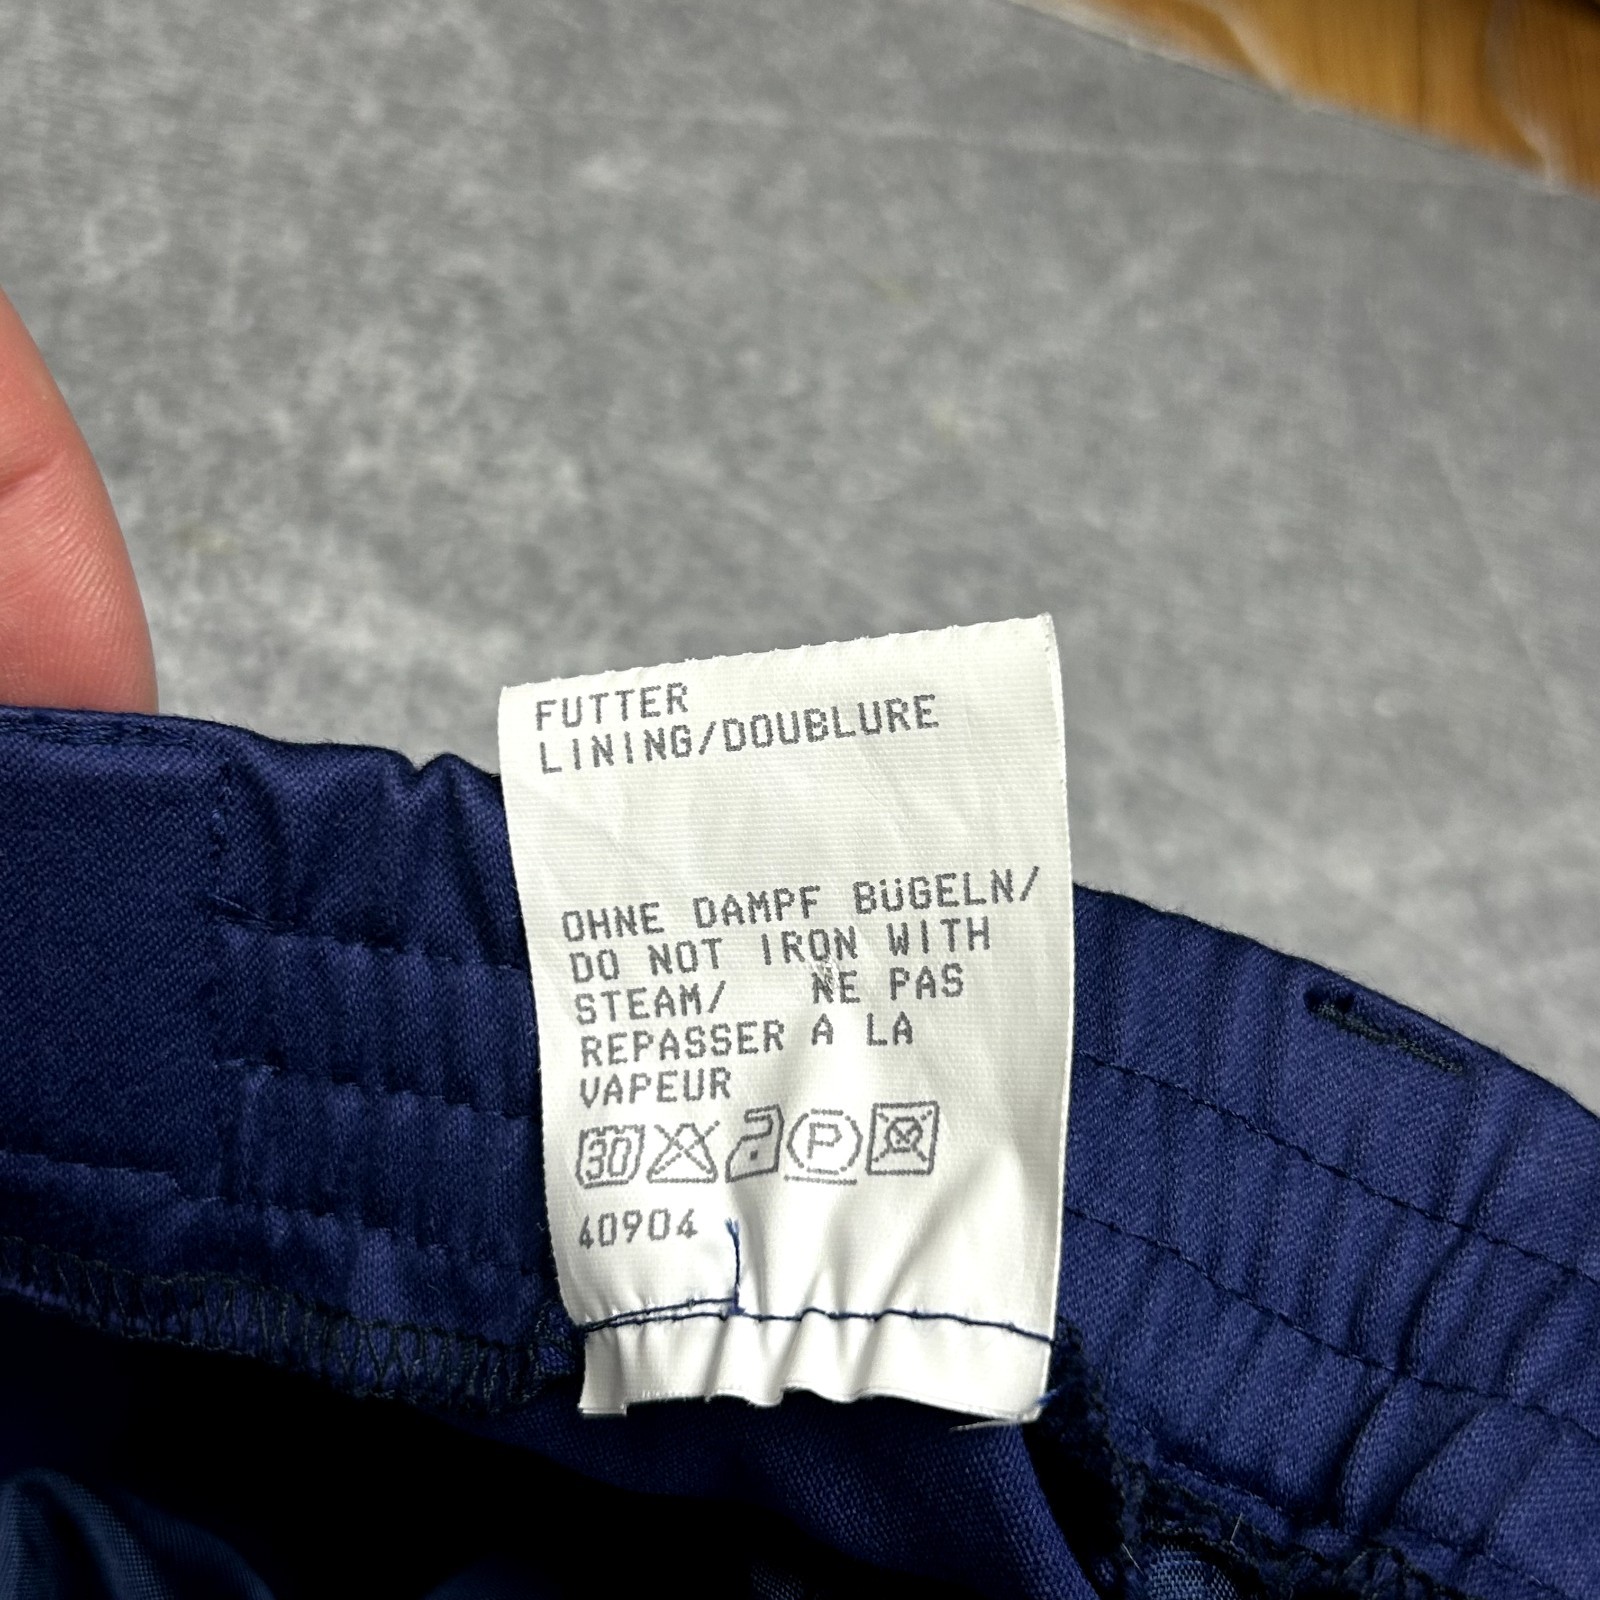 FUTTER
LINING/DOUBLURE
OHNE DAMPF BÜGELN/
DO NOT IRON WITH
STEAM/ NE PAS
REPASSER A LA
VAPEUR
30 P
40904